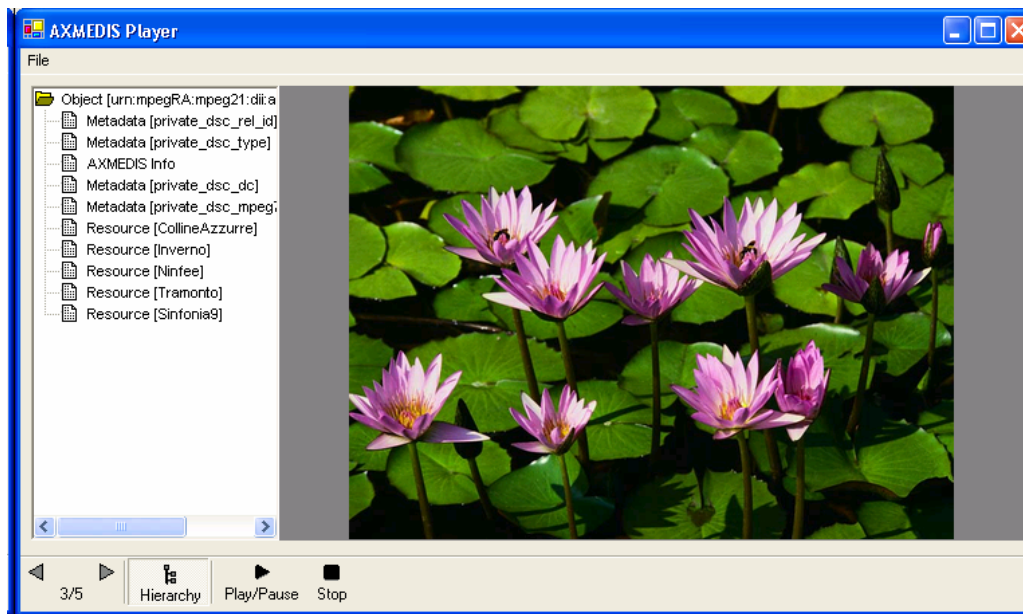 AXMEDIS Player
File
Object [urn:mpegRA:mpeg21:dii:a
Metadata [private_dsc_rel_id]
Metadata [private_dsc_type]
AXMEDIS Info
Metadata [private_dsc_dc]
Metadata [private_dsc_mpeg7
Resource [CollineAzzurre]
Resource [Inverno]
Resource [Ninfee]
Resource [Tramonto]
Resource [Sinfonia9]
3/5
Hierarchy
Play/Pause
Stop